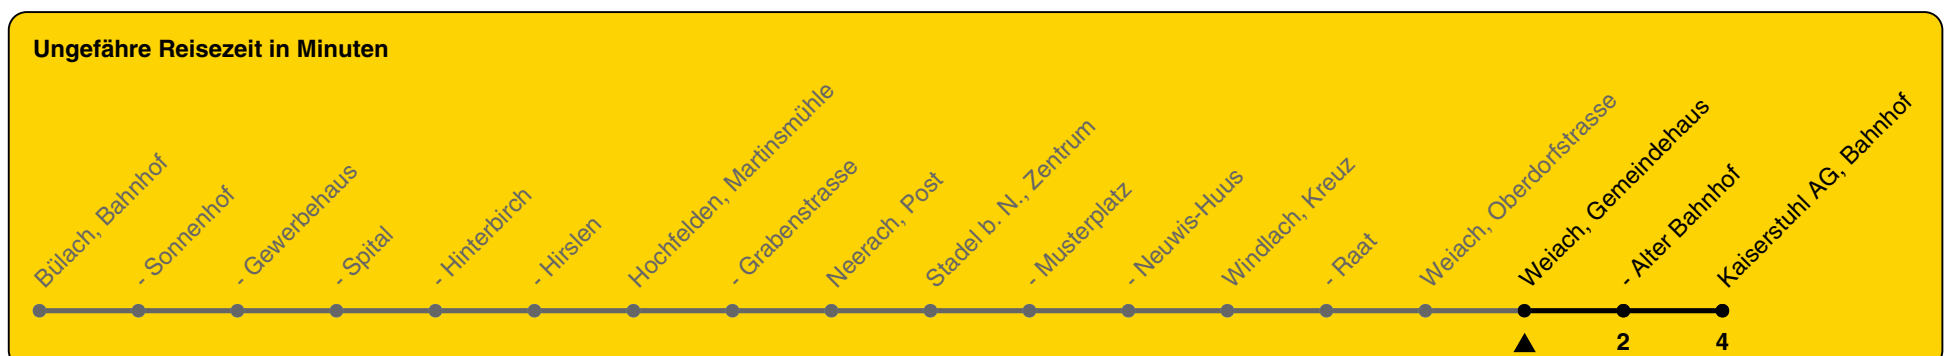 Ungefähre Reisezeit in Minuten
Bülach, Bahnhof
- Sonnenhof
- Gewerbehaus
- Spital
- Hinterbirch
- Hirslen
Hochfelden, Martinsmühle
- Grabenstrasse
Neerach, Post
Stadel b. N., Zentrum
- Musterplatz
- Neuwis-Huus
Windlach, Kreuz
- Raat
Weiach, Oberdorfstrasse
Weiach, Gemeindehaus
- Alter Bahnhof
Kaiserstuhl AG, Bahnhof
2 4